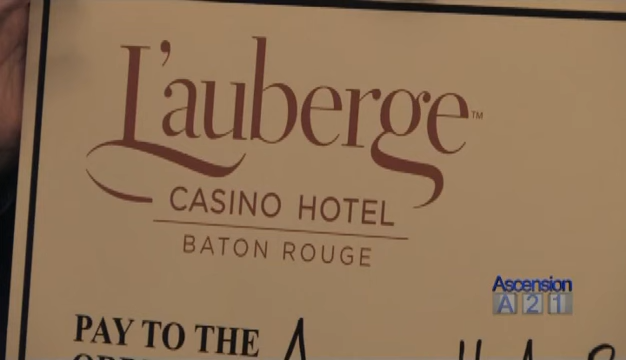 L'auberge™
CASINO HOTEL
BATON ROUGE
Ascension
A21
PAY TO THE